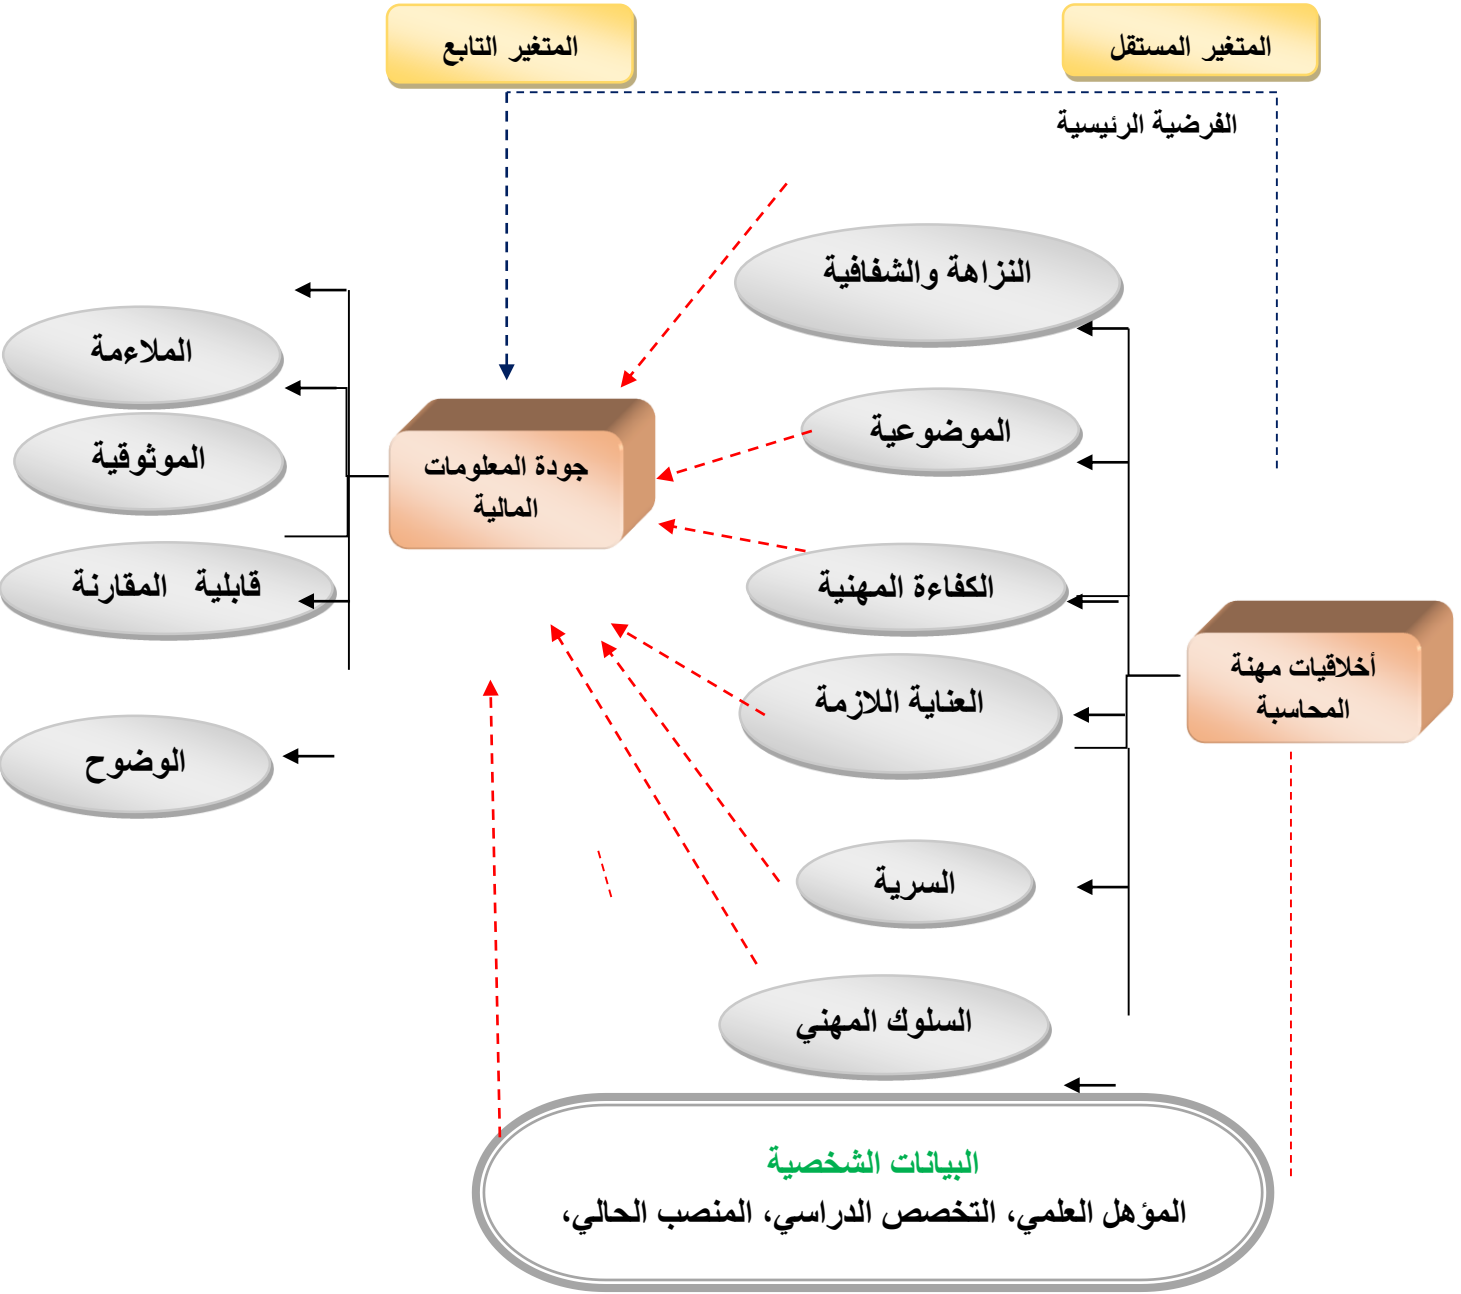 المتغير المستقل
المتغير التابع
الفرضية الرئيسية
النزاهة والشفافية
الموضوعية
الكفاءة المهنية
العناية اللازمة
السرية
السلوك المهني
أخلاقيات مهنة
المحاسبة
جودة المعلومات
المالية
الملاءمة
الموثوقية
قابلية المقارنة
الوضوح
البيانات الشخصية
المؤهل العلمي، التخصص الدراسي، المنصب الحالي،